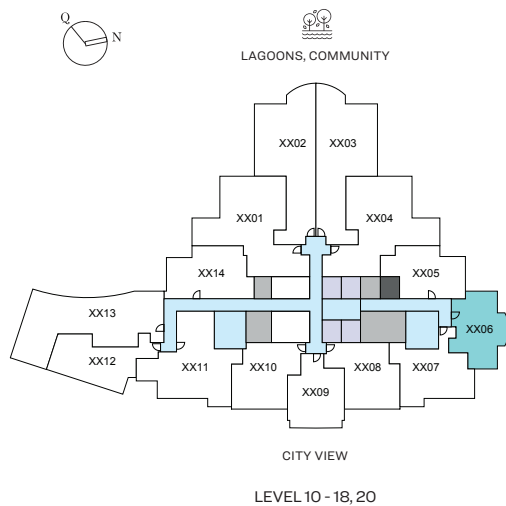 Q
N
LAGOONS, COMMUNITY
XX02 XX03
XX01 XX04
XX14 XX05
XX13 XX06
XX12 XX11 XX10 XX08 XX07
XX09
CITY VIEW
LEVEL 10 - 18, 20